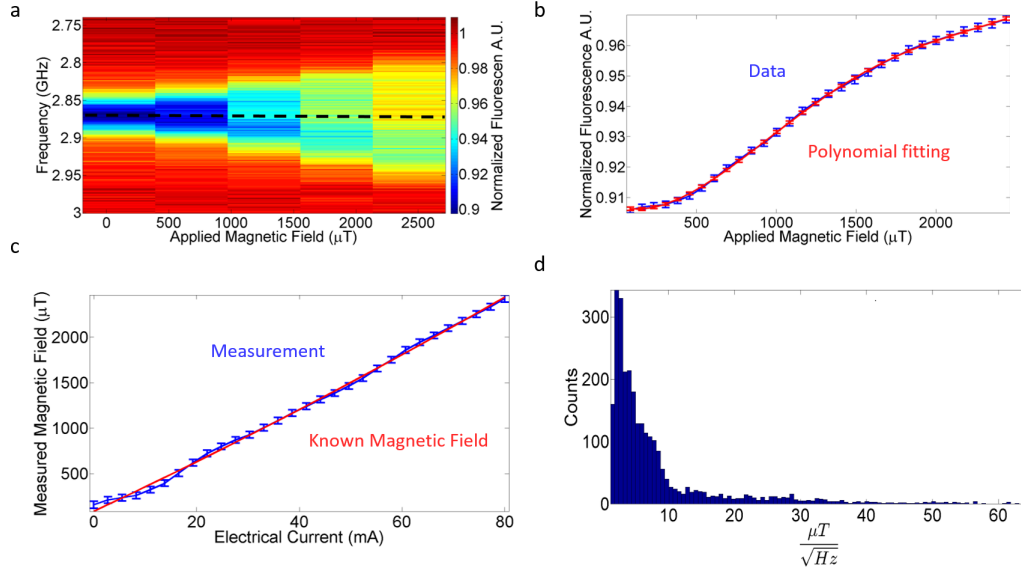 a
2.75
2.8
2.85
2.9
2.95
3
Frequency (GHz)
0
500
1000
1500
2000
2500
Applied Magnetic Field (μT)
1
0.98
0.96
0.94
0.92
0.9
Normalized Fluorescen A.U.
b
0.96
0.95
0.94
0.93
0.92
0.91
Normalized Fluorescence A.U.
Data
Polynomial fitting
500
1000
1500
2000
Applied Magnetic Field (μT)
c
2000
1500
1000
500
Measured Magnetic Field (μT)
Measurement
Known Magnetic Field
0
20
40
60
80
Electrical Current (mA)
d
300
200
100
0
Counts
10
20
30
40
50
60
μT
√Hz